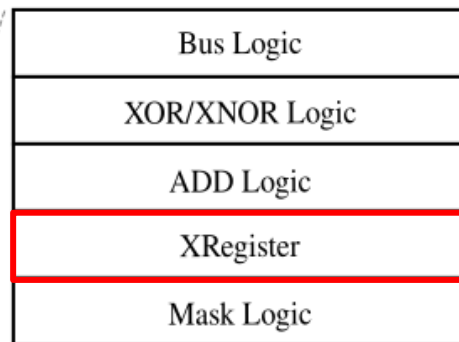 Bus Logic
XOR/XNOR Logic
ADD Logic
XRegister
Mask Logic